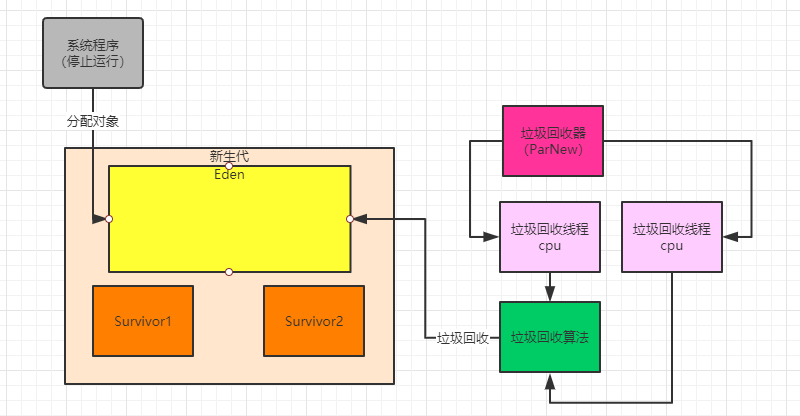 系统程序
（停止运行）
分配对象
新生代
Eden
Survivor1
Survivor2
垃圾回收器
（ParNew）
垃圾回收线程
cpu
垃圾回收线程
cpu
垃圾回收
垃圾回收算法